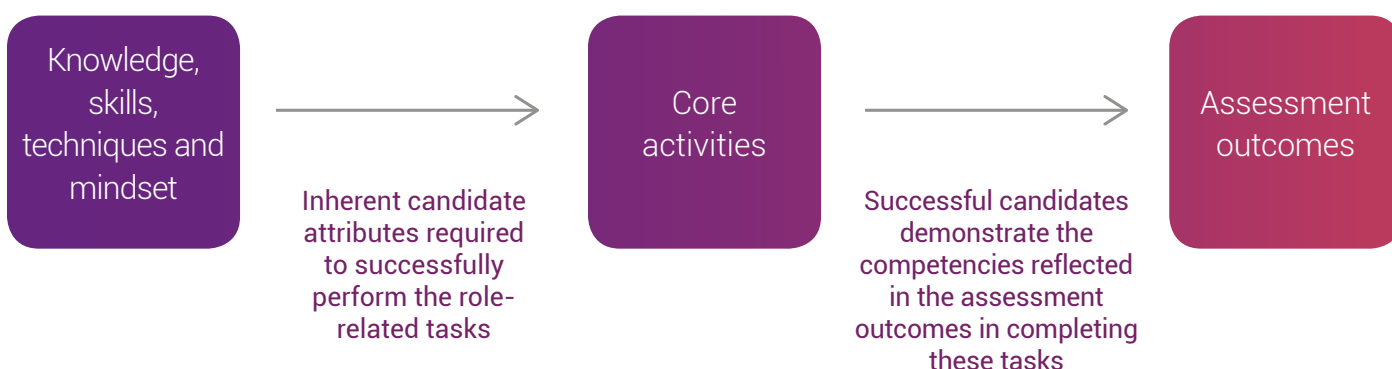 Knowledge,
skills,
techniques and
mindset
Inherent candidate
attributes required
to successfully
perform the role-
related tasks
Core
activities
Successful candidates
demonstrate the
competencies reflected
in the assessment
outcomes in completing
these tasks
Assessment
outcomes